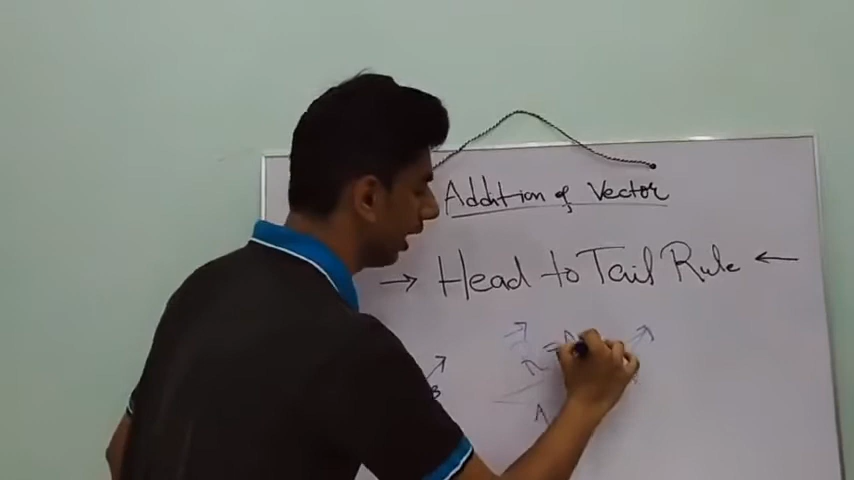 Addition of Vector
→ Head to Tail Rule ←
B
A